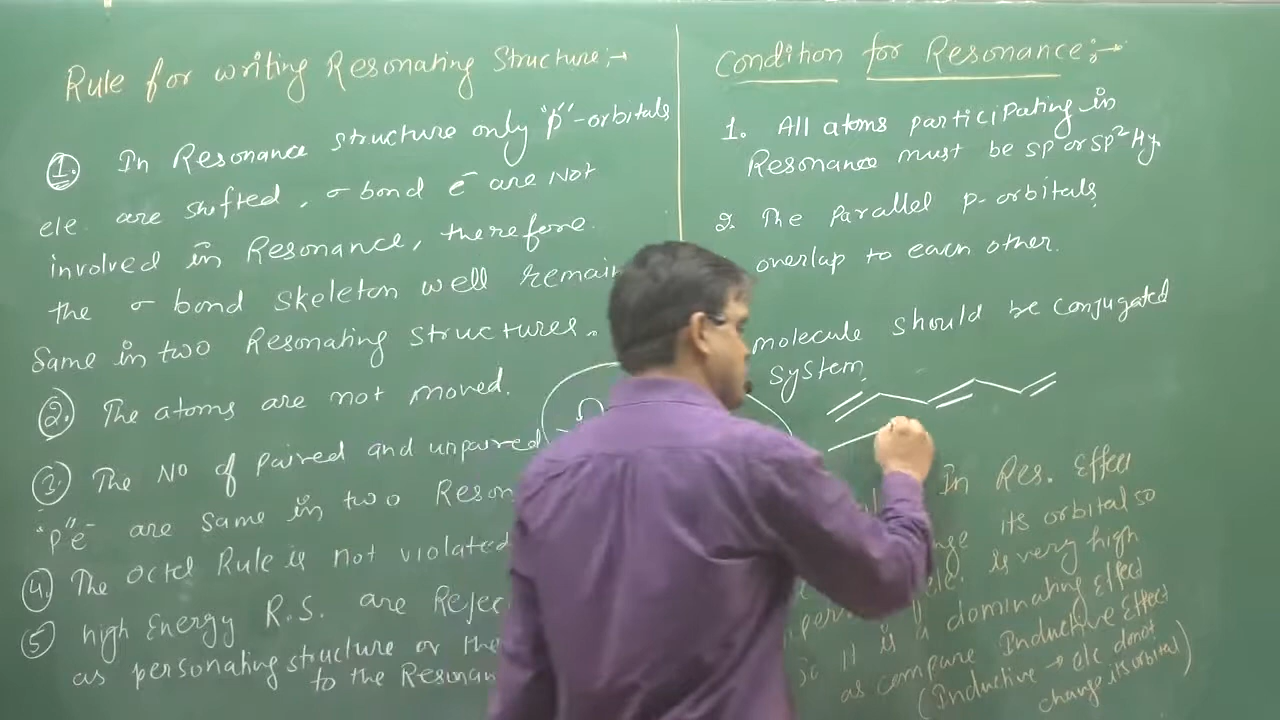 Rule for writing Resonating Structure:→
1. In Resonance structure only "p"-orbitals
ele. are shifted, σ bond e⁻ are Not
involved in Resonance, therefore.
the σ bond skeleton well remain
Same in two Resonating structures.
2. The atoms are not moved.
3. The No of paired and unpaired
"p"e⁻ are same in two Reson
4. The Octel Rule is not violated
5 high Energy R.S. are Rejec
as personating structure or the
to the Resonan
Condition for Resonance:→
1. All atoms participating in
Resonance must be sp or sp² Hy.
2. The Parallel p-orbitals
overlap to each other.
molecule should be conjugated
system
In Res. Effect
its orbital so
is very high
it is a dominating Effect
as compare Inductive Effect
(Inductive → ele donot
change its orbital)